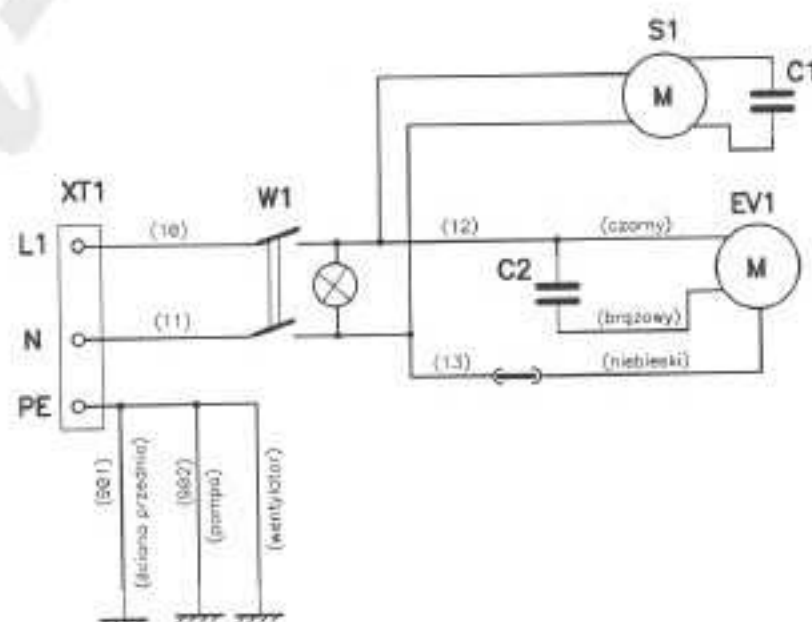 S1
C1
M
XT1
W1
EV1
L1
(10)
(12)
(czarny)
C2
M
N
(11)
(brązowy)
(13)
(niebieski)
PE
(901)
(ściana przednia)
(902)
(pompa)
(wentylator)